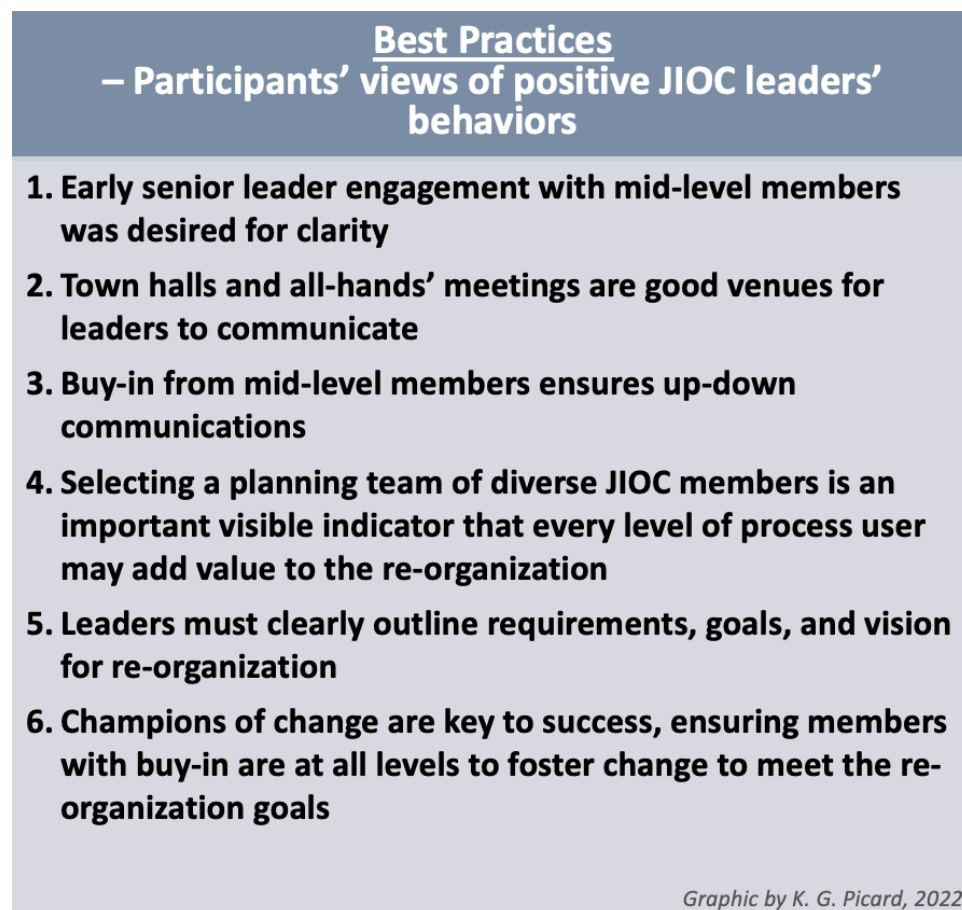 Best Practices
– Participants’ views of positive JIOC leaders’
behaviors
1. Early senior leader engagement with mid-level members
was desired for clarity
2. Town halls and all-hands’ meetings are good venues for
leaders to communicate
3. Buy-in from mid-level members ensures up-down
communications
4. Selecting a planning team of diverse JIOC members is an
important visible indicator that every level of process user
may add value to the re-organization
5. Leaders must clearly outline requirements, goals, and vision
for re-organization
6. Champions of change are key to success, ensuring members
with buy-in are at all levels to foster change to meet the re-
organization goals
Graphic by K. G. Picard, 2022